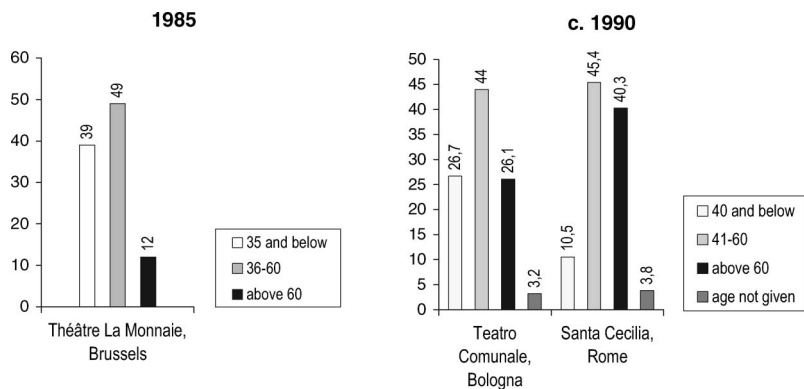 1985
60
50
40
30
20
10
0
39
49
12
Théâtre La Monnaie,
Brussels
35 and below
36-60
above 60
c. 1990
50
45
40
35
30
25
20
15
10
5
0
26,7
44
26,1
3,2
10,5
45,4
40,3
3,8
Teatro
Comunale,
Bologna
Santa Cecilia,
Rome
40 and below
41-60
above 60
age not given